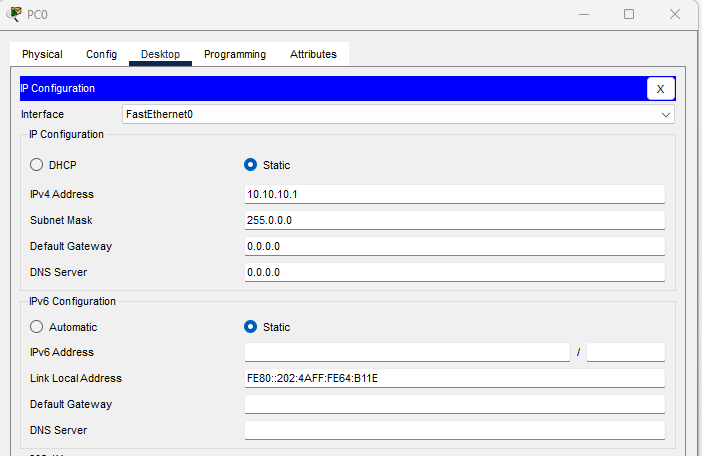 PC0
Physical Config Desktop Programming Attributes
IP Configuration X
Interface FastEthernet0
IP Configuration
DHCP Static
IPv4 Address 10.10.10.1
Subnet Mask 255.0.0.0
Default Gateway 0.0.0.0
DNS Server 0.0.0.0
IPv6 Configuration
Automatic Static
IPv6 Address /
Link Local Address FE80::202:4AFF:FE64:B11E
Default Gateway
DNS Server